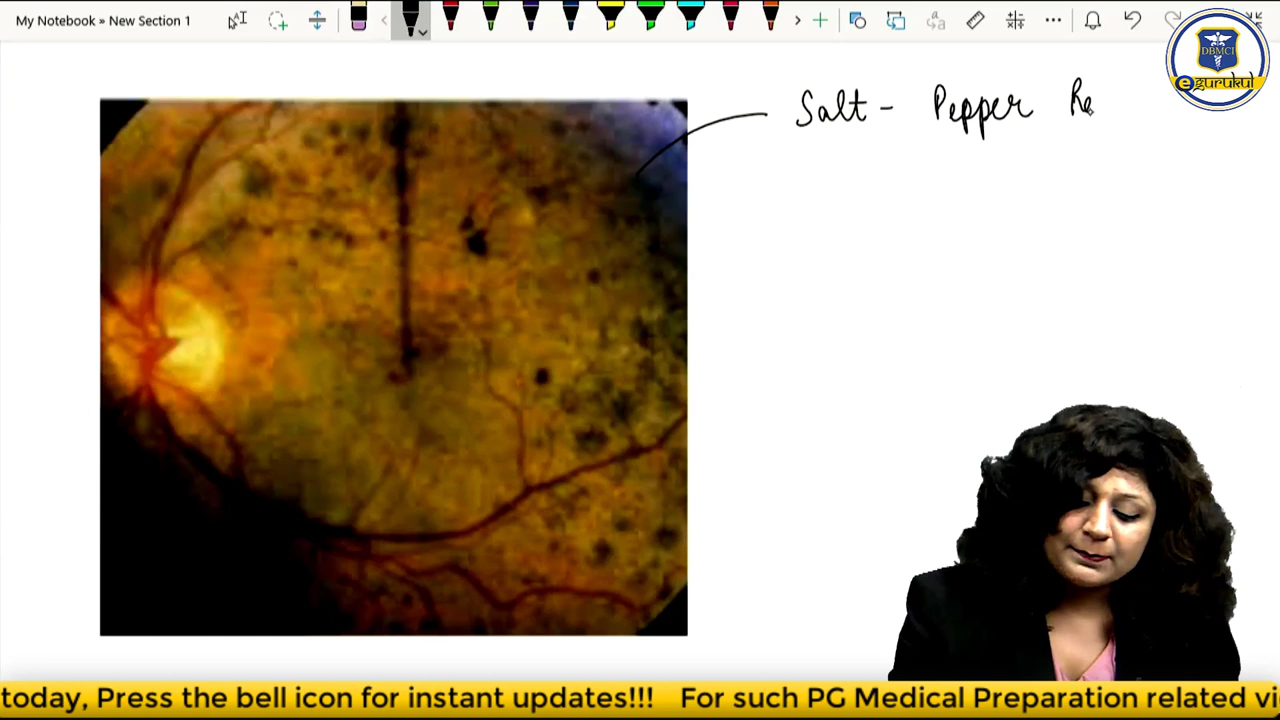 My Notebook » New Section 1
DBMCI
eGurukul
Salt - Pepper Re
today, Press the bell icon for instant updates!!! For such PG Medical Preparation related vi